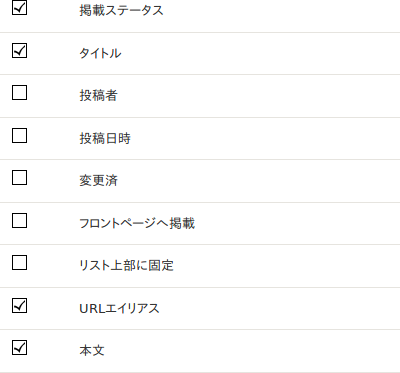 掲載ステータス
タイトル
投稿者
投稿日時
変更済
フロントページへ掲載
リスト上部に固定
URLエイリアス
本文